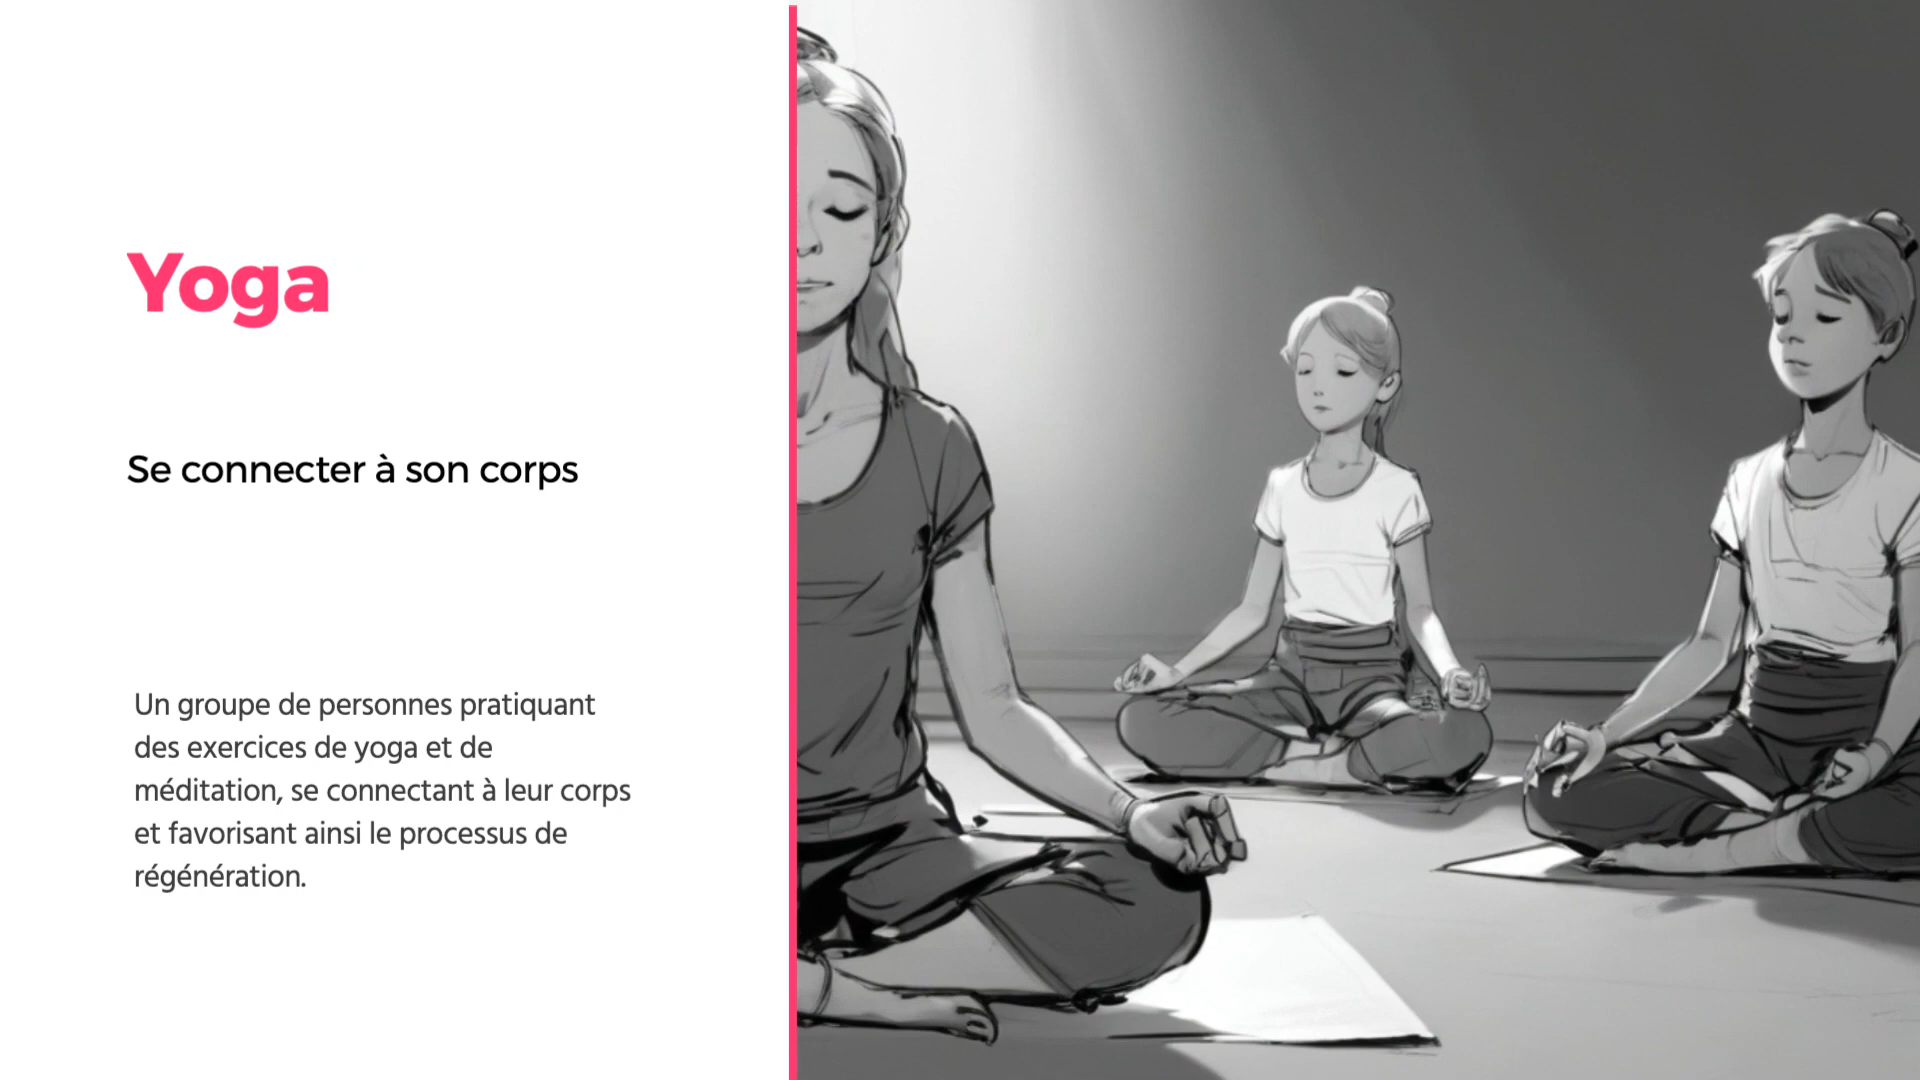 Yoga
Se connecter à son corps
Un groupe de personnes pratiquant
des exercices de yoga et de
méditation, se connectant à leur corps
et favorisant ainsi le processus de
régénération.